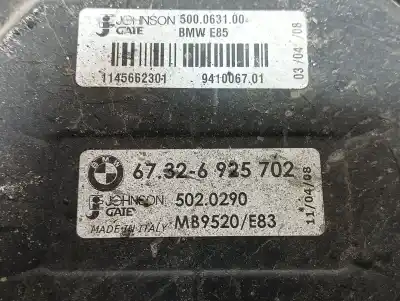 JOHNSON GATE 500.0631.00
BMW E85
1145662301 9410067.01
03/04/08
BMW 67.32-6 925 702
JOHNSON GATE 502.0290
MADE IN ITALY MB9520/E83
11/04/08